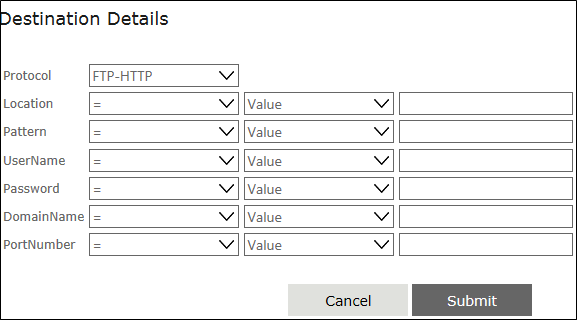 Destination Details
Protocol FTP-HTTP
Location = Value
Pattern = Value
UserName = Value
Password = Value
DomainName = Value
PortNumber = Value
Cancel Submit